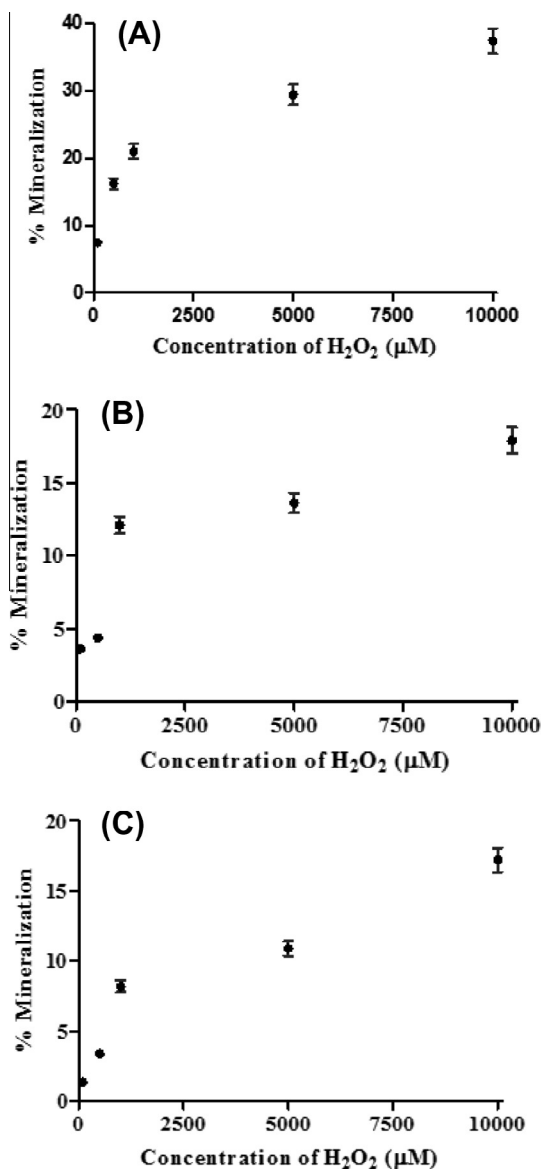 (A)
40
30
20
10
0
% Mineralization
0 2500 5000 7500 10000
Concentration of H₂O₂ (µM)
(B)
20
15
10
5
0
% Mineralization
0 2500 5000 7500 10000
Concentration of H₂O₂ (µM)
(C)
20
15
10
5
0
% Mineralization
0 2500 5000 7500 10000
Concentration of H₂O₂ (µM)